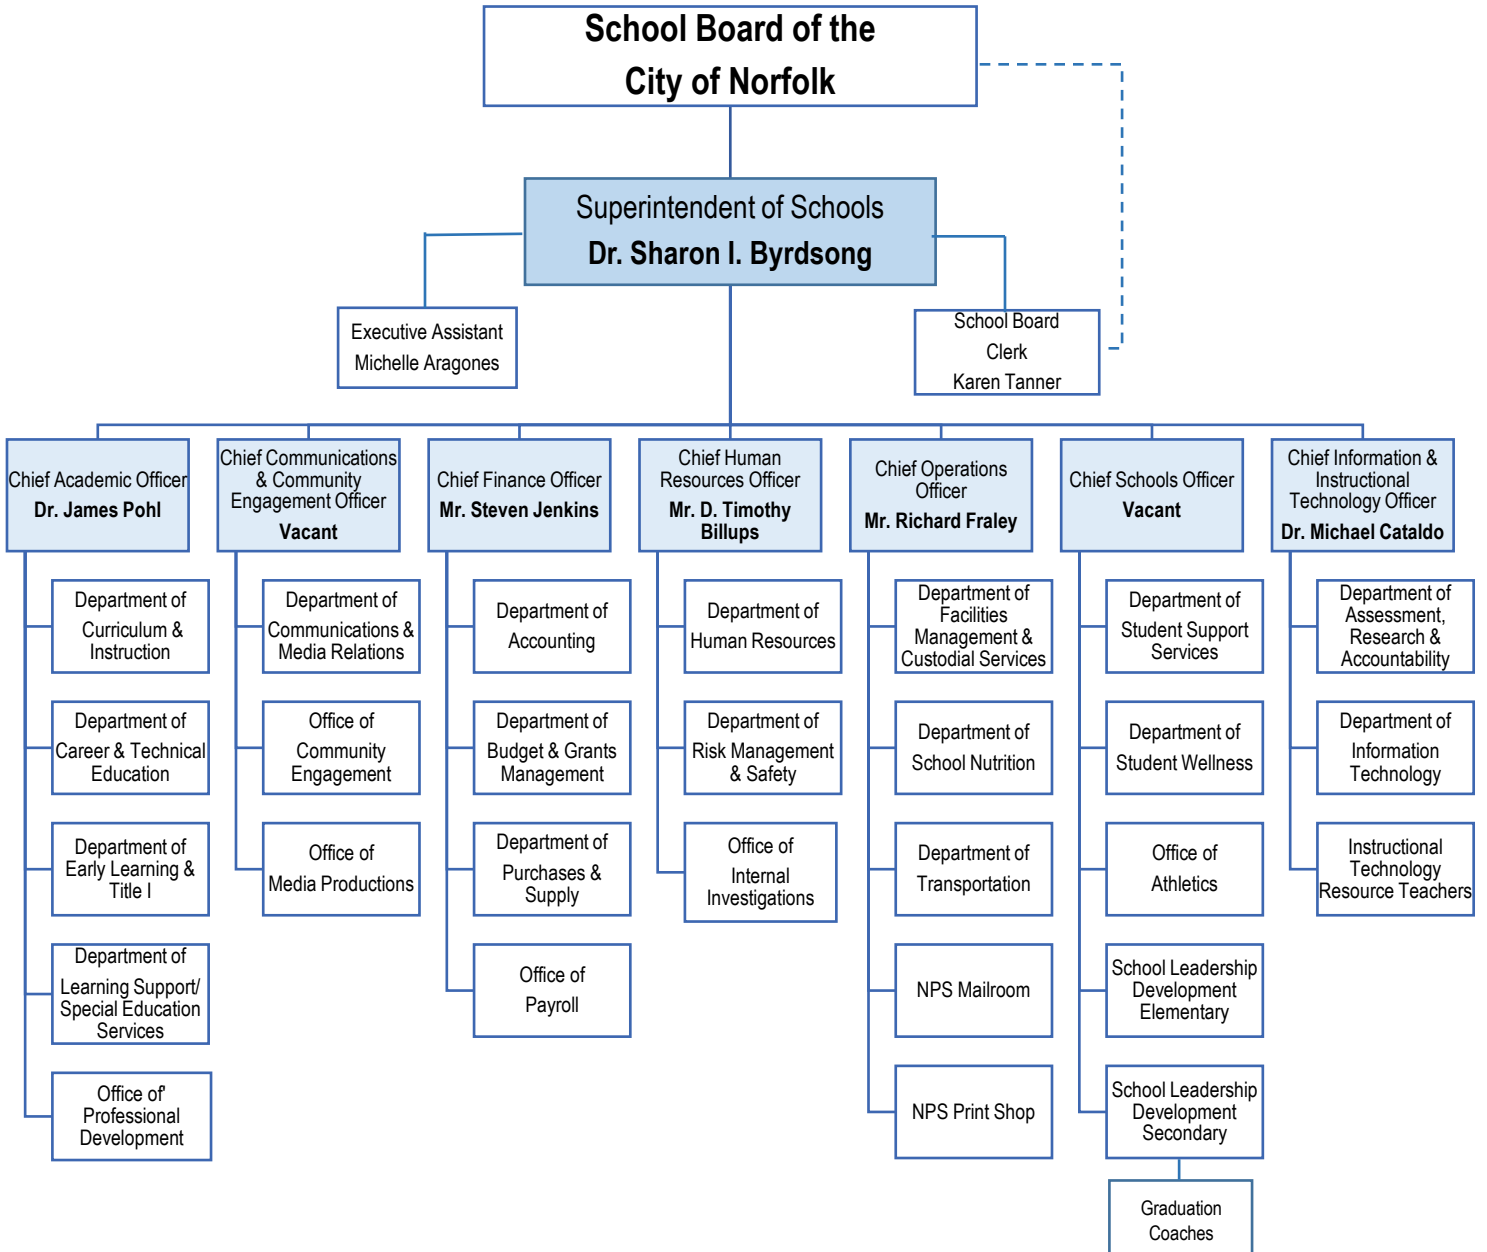 School Board of the
City of Norfolk
Superintendent of Schools
Dr. Sharon I. Byrdsong
Executive Assistant
Michelle Aragones
School Board
Clerk
Karen Tanner
Chief Academic Officer
Dr. James Pohl
Chief Communications
& Community
Engagement Officer
Vacant
Chief Finance Officer
Mr. Steven Jenkins
Chief Human
Resources Officer
Mr. D. Timothy
Billups
Chief Operations
Officer
Mr. Richard Fraley
Chief Schools Officer
Vacant
Chief Information &
Instructional
Technology Officer
Dr. Michael Cataldo
Department of
Curriculum &
Instruction
Department of
Career & Technical
Education
Department of
Early Learning &
Title I
Department of
Learning Support/
Special Education
Services
Office of'
Professional
Development
Department of
Communications &
Media Relations
Office of
Community
Engagement
Office of
Media Productions
Department of
Accounting
Department of
Budget & Grants
Management
Department of
Purchases &
Supply
Office of
Payroll
Department of
Human Resources
Department of
Risk Management
& Safety
Office of
Internal
Investigations
Department of
Facilities
Management &
Custodial Services
Department of
School Nutrition
Department of
Transportation
NPS Mailroom
NPS Print Shop
Department of
Student Support
Services
Department of
Student Wellness
Office of
Athletics
School Leadership
Development
Elementary
School Leadership
Development
Secondary
Graduation
Coaches
Department of
Assessment,
Research &
Accountability
Department of
Information
Technology
Instructional
Technology
Resource Teachers